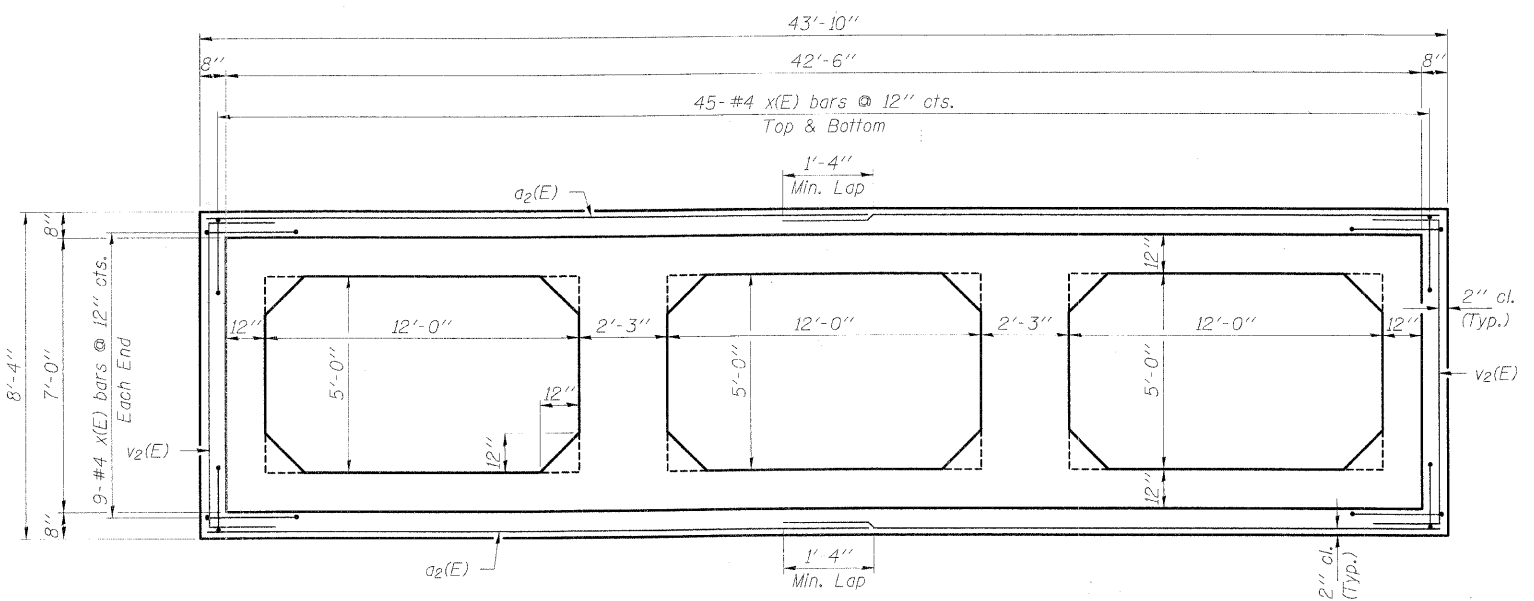 43'-10"
8" 42'-6" 8"
45-#4 x(E) bars @ 12" cts.
Top & Bottom
1'-4"
Min. Lap
a2(E)
8"
8'-4"
7'-0"
9-#4 x(E) bars @ 12" cts.
Each End
8"
12" 12'-0" 2'-3" 12'-0" 2'-3" 12'-0" 12"
5'-0"
5'-0"
5'-0"
12"
12"
12"
12"
2" cl.
(Typ.)
v2(E)
v2(E)
a2(E)
1'-4"
Min. Lap
2" cl.
(Typ.)